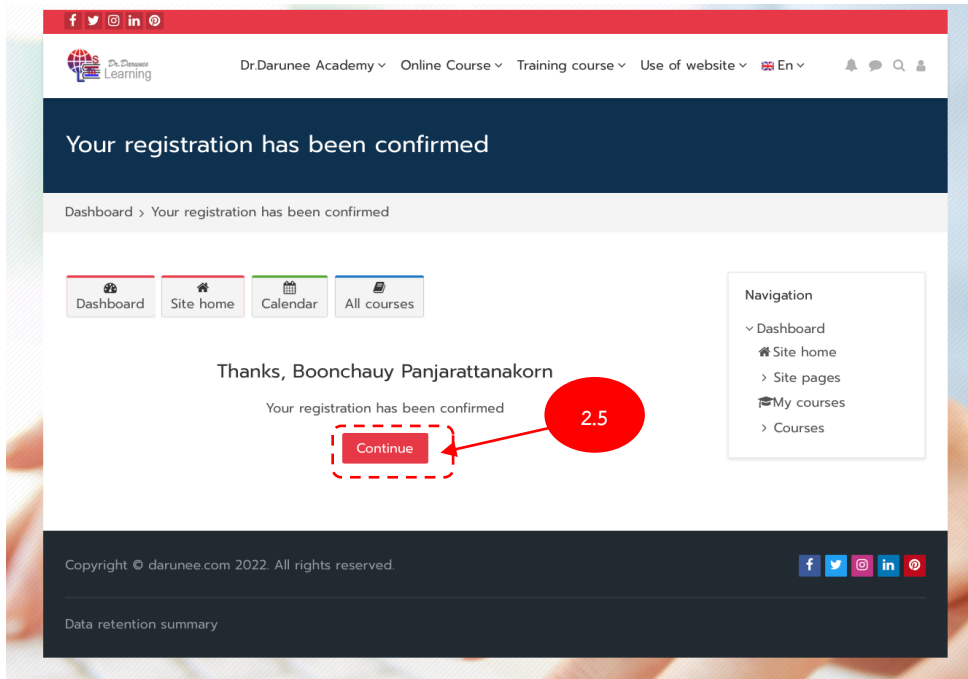 Dr.Darunee
Learning
Dr.Darunee Academy Online Course Training course Use of website En
Your registration has been confirmed
Dashboard > Your registration has been confirmed
Dashboard Site home Calendar All courses
Thanks, Boonchauy Panjarattanakorn
Your registration has been confirmed
Continue
2.5
Navigation
Dashboard
Site home
Site pages
My courses
Courses
Copyright © darunee.com 2022. All rights reserved.
Data retention summary